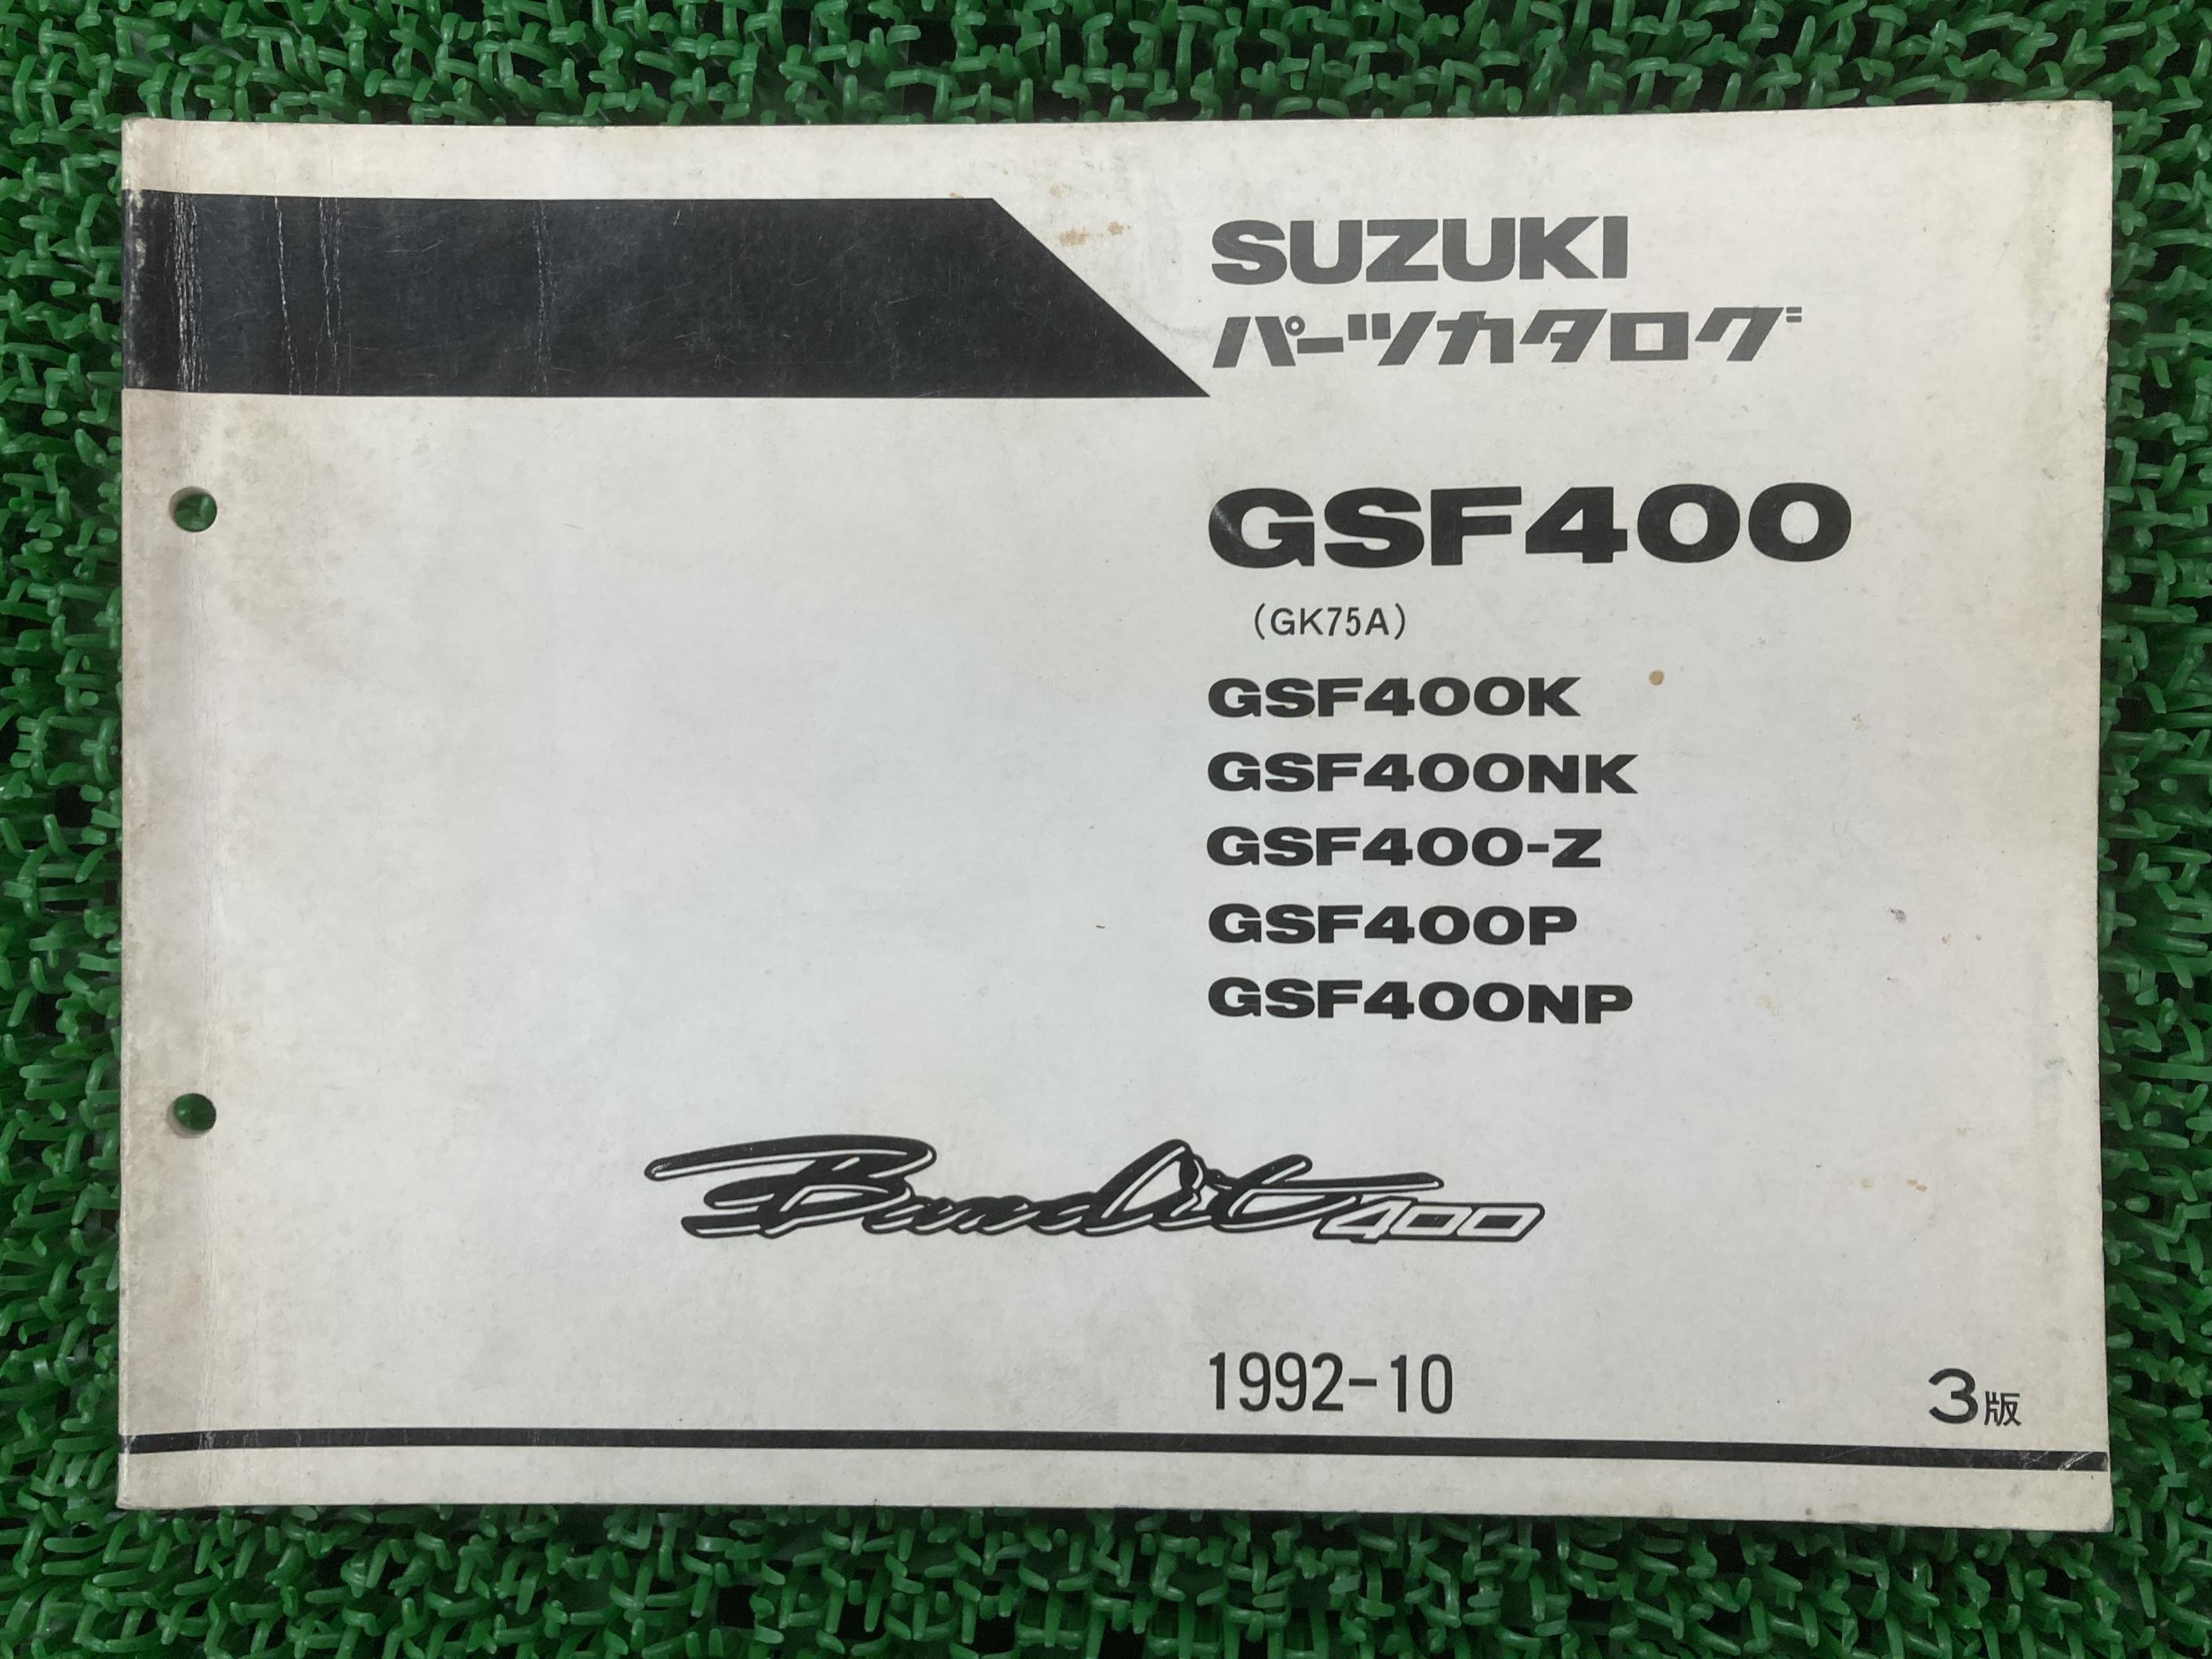 SUZUKI
パーツカタログ
GSF400
(GK75A)
GSF400K
GSF400NK
GSF400-Z
GSF400P
GSF400NP
Bandit 400
1992-10
3版